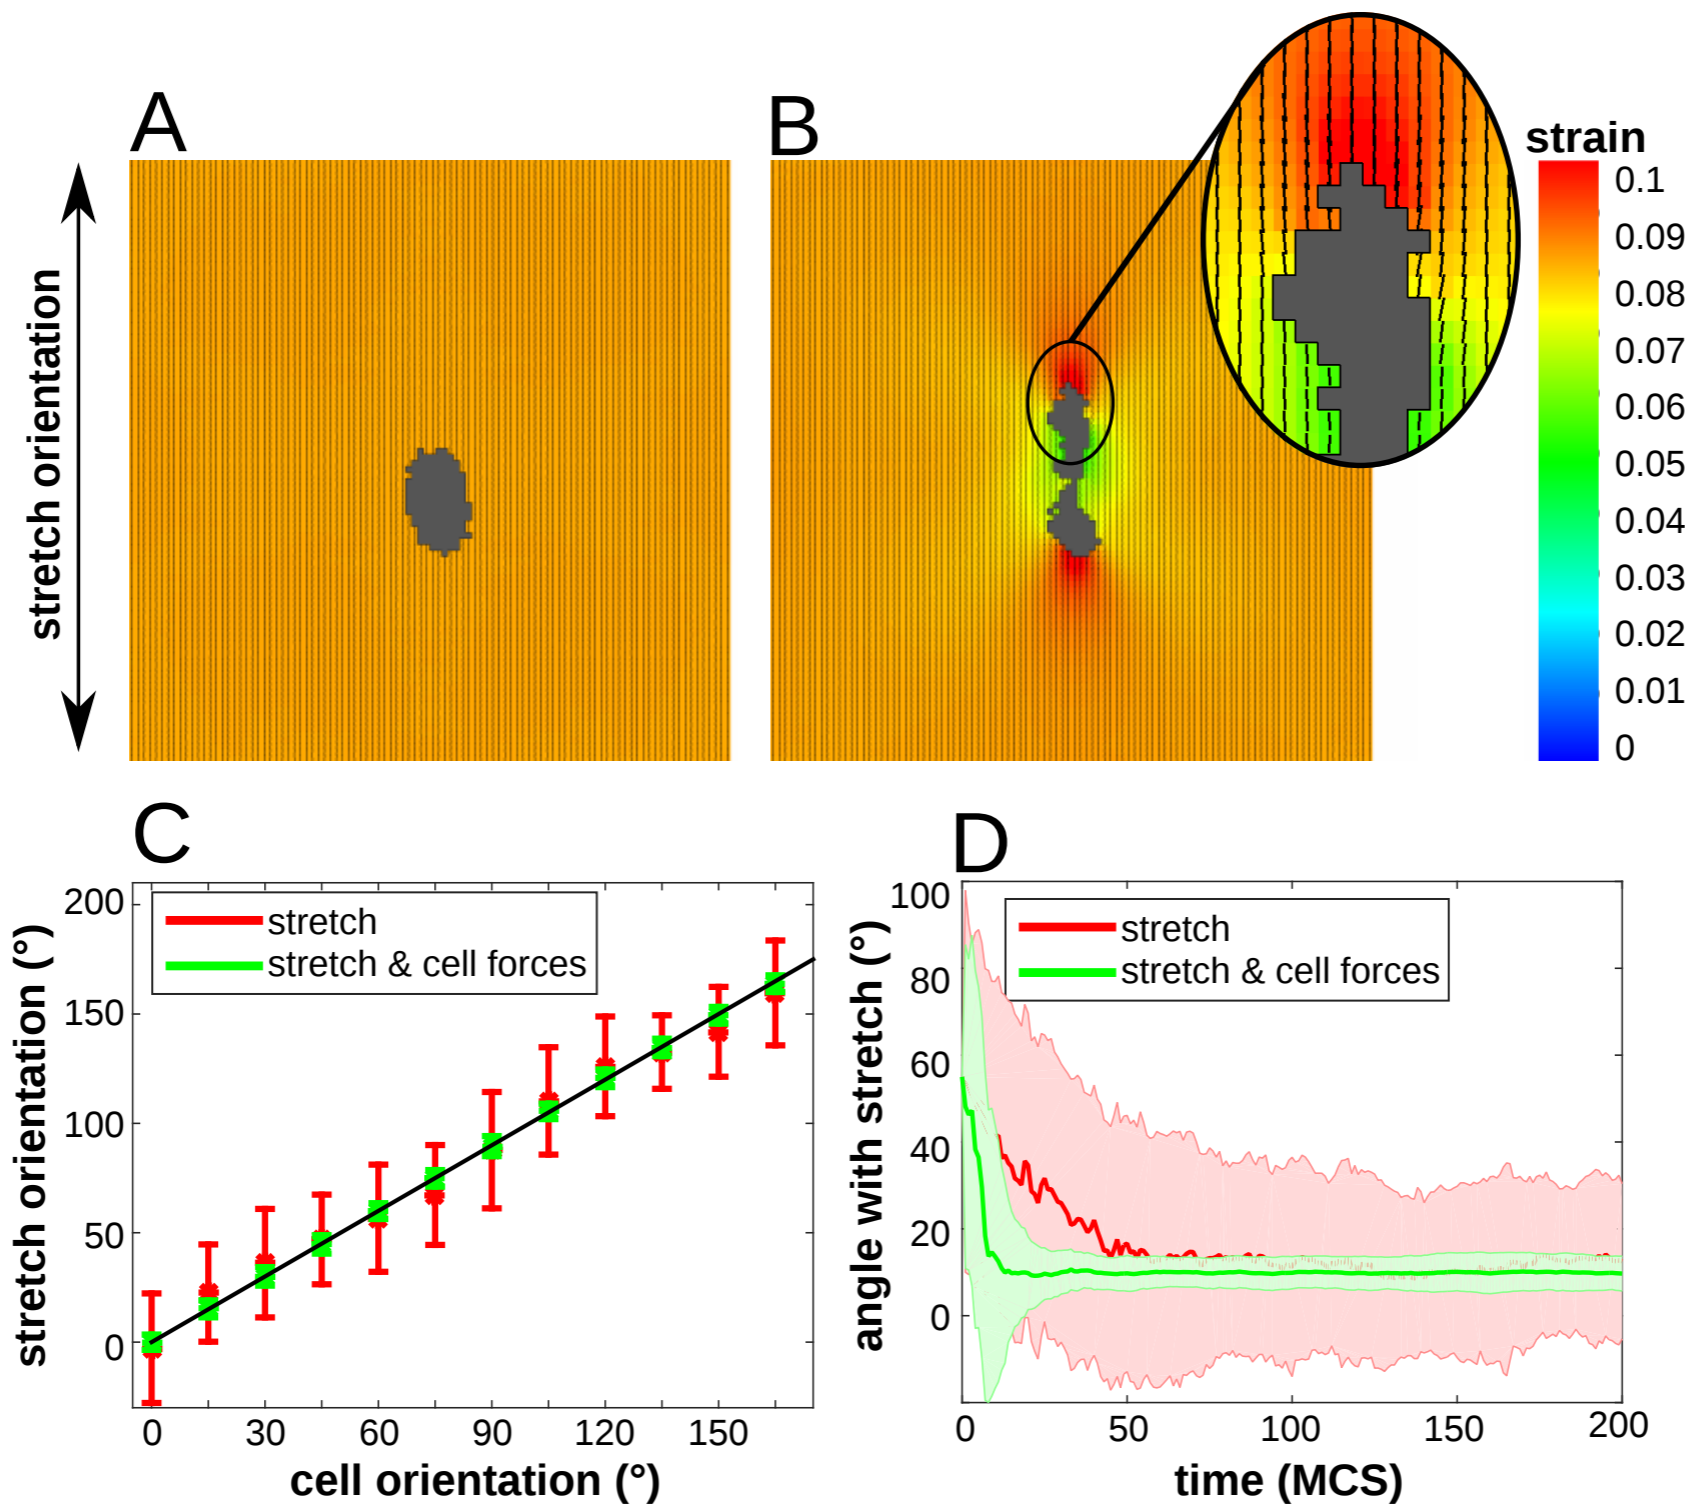 A
B
strain
stretch orientation
0.1
0.09
0.08
0.07
0.06
0.05
0.04
0.03
0.02
0.01
0
C
stretch
stretch & cell forces
stretch orientation (°)
200
150
100
50
0
0 30 60 90 120 150
cell orientation (°)
D
stretch
stretch & cell forces
angle with stretch (°)
100
80
60
40
20
0
0 50 100 150 200
time (MCS)